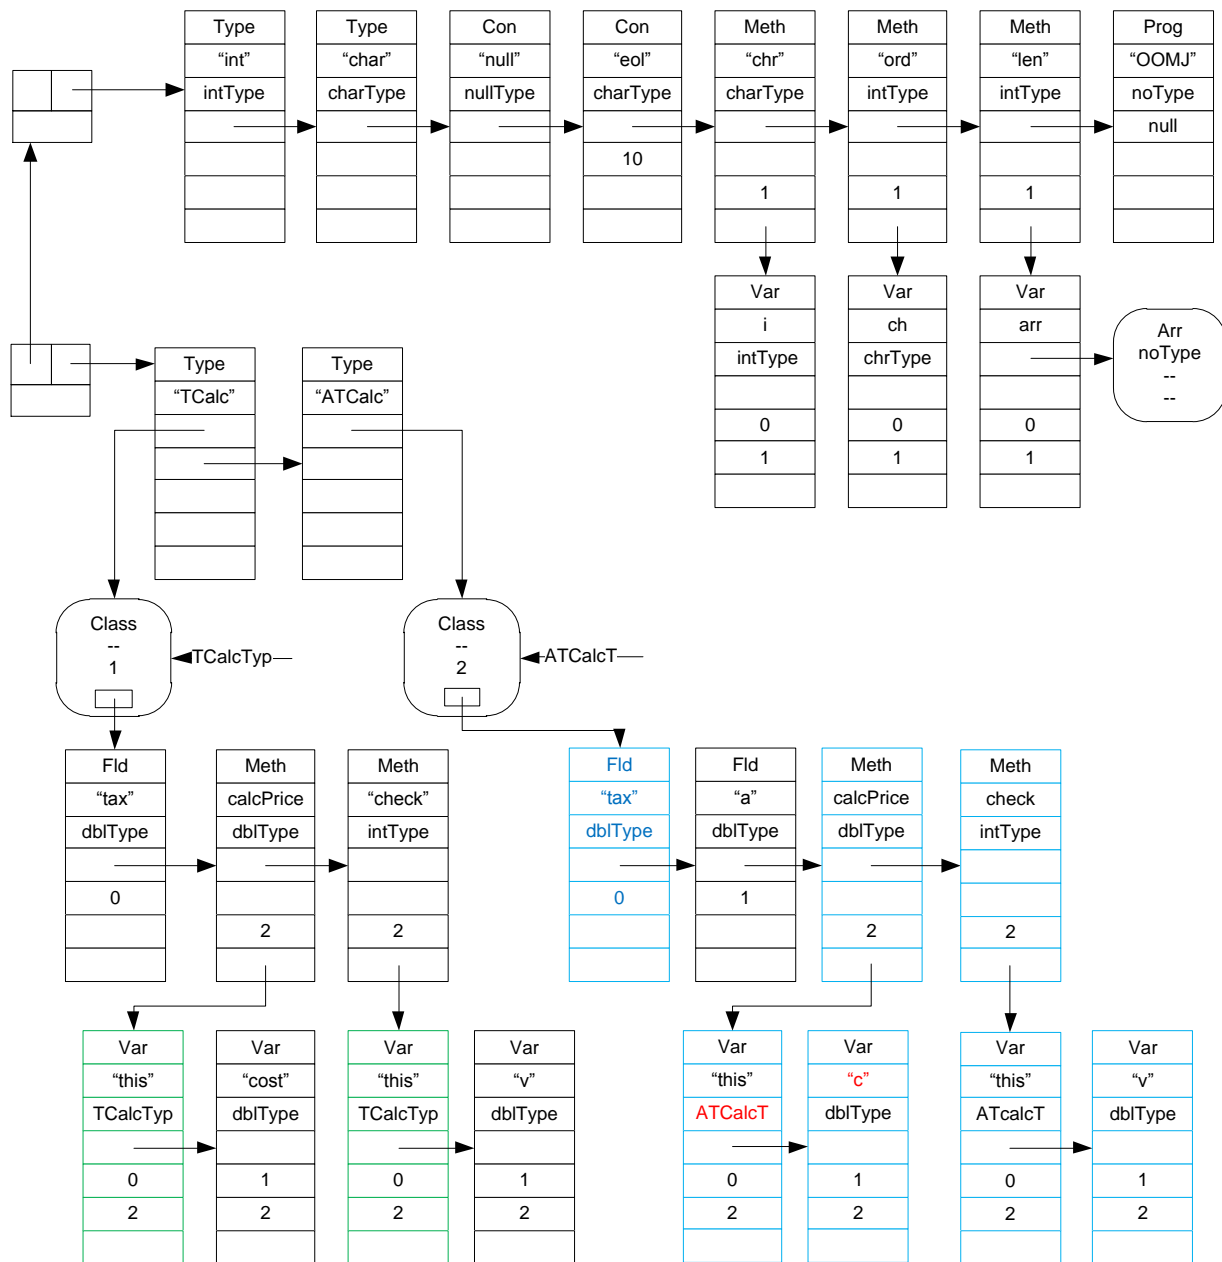 Type Type Con Con Meth Meth Meth Prog
“int” “char” “null” “eol” “chr” “ord” “len” “OOMJ”
intType charType nullType charType charType intType intType noType
null
10
1 1 1
Var Var Var
i ch arr
intType chrType
0 0 0
1 1 1
Arr
noType
--
--
Type Type
“TCalc” “ATCalc”
Class
--
1
TCalcTyp
Class
--
2
ATCalcT
Fld Meth Meth
“tax” calcPrice “check”
dblType dblType intType
0
2 2
Fld Fld Meth Meth
“tax” “a” calcPrice check
dblType dblType dblType intType
0 1
2 2
Var Var Var Var
“this” “cost” “this” “v”
TCalcTyp dblType TCalcTyp dblType
0 1 0 1
2 2 2 2
Var Var Var Var
“this” “c” “this” “v”
ATCalcT dblType ATcalcT dblType
0 1 0 1
2 2 2 2